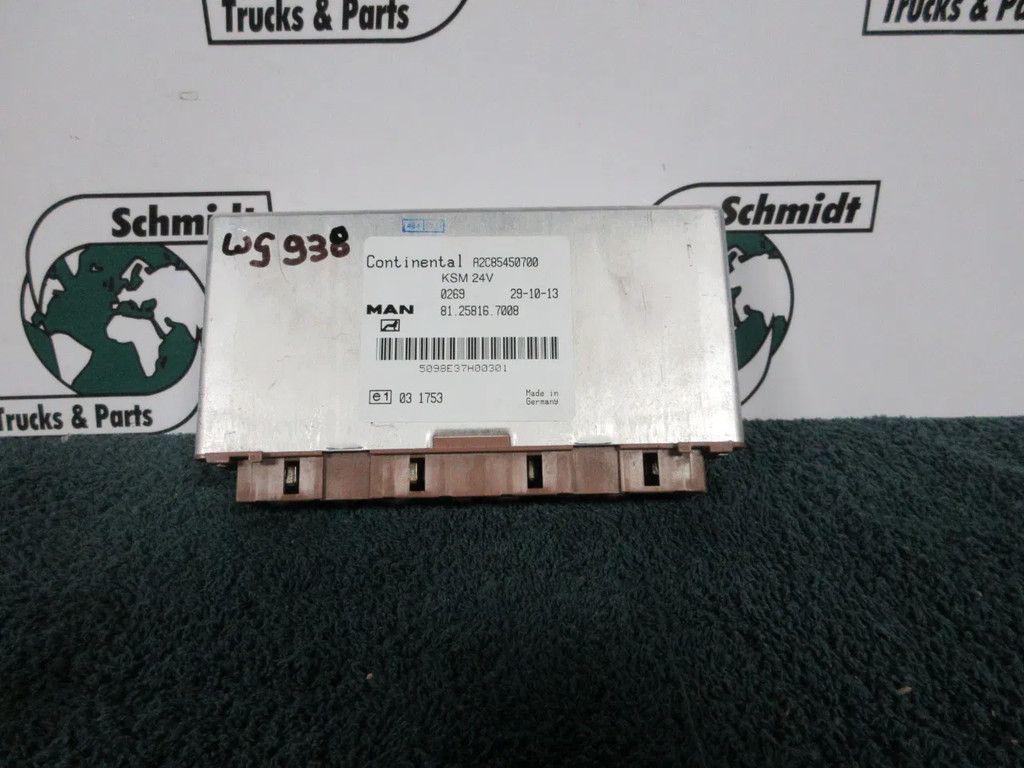 Trucks & Parts
Trucks & Pa
Schmidt
Schmidt
Trucks & Parts
WG 938
Continental A2C85450700
KSM 24V
0269 29-10-13
MAN 81.25816.7008
5098E37H00301
e1 03 1753
Made in
Germany